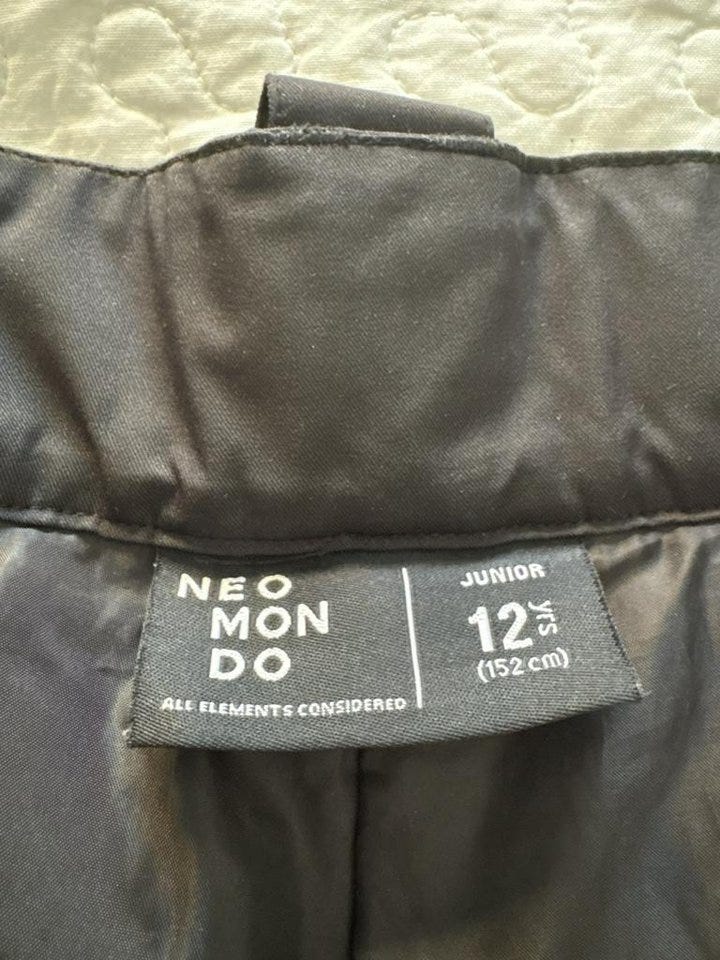 NEO
MON
DO
ALL ELEMENTS CONSIDERED
JUNIOR
12 yrs
(152 cm)